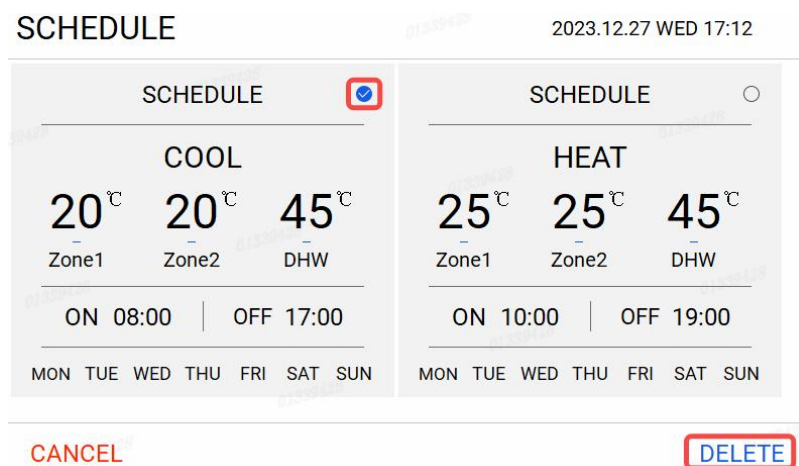 SCHEDULE 2023.12.27 WED 17:12
SCHEDULE
COOL
20℃ 20℃ 45℃
Zone1 Zone2 DHW
ON 08:00 OFF 17:00
MON TUE WED THU FRI SAT SUN
SCHEDULE
HEAT
25℃ 25℃ 45℃
Zone1 Zone2 DHW
ON 10:00 OFF 19:00
MON TUE WED THU FRI SAT SUN
CANCEL DELETE